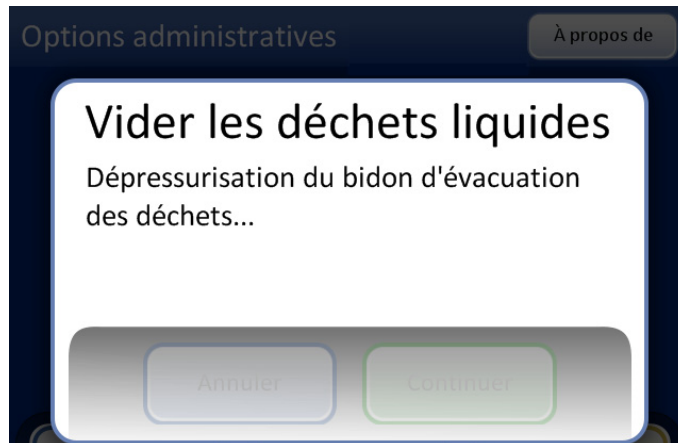 Options administratives
À propos de
Vider les déchets liquides
Dépressurisation du bidon d'évacuation
des déchets...
Annuler
Continuer